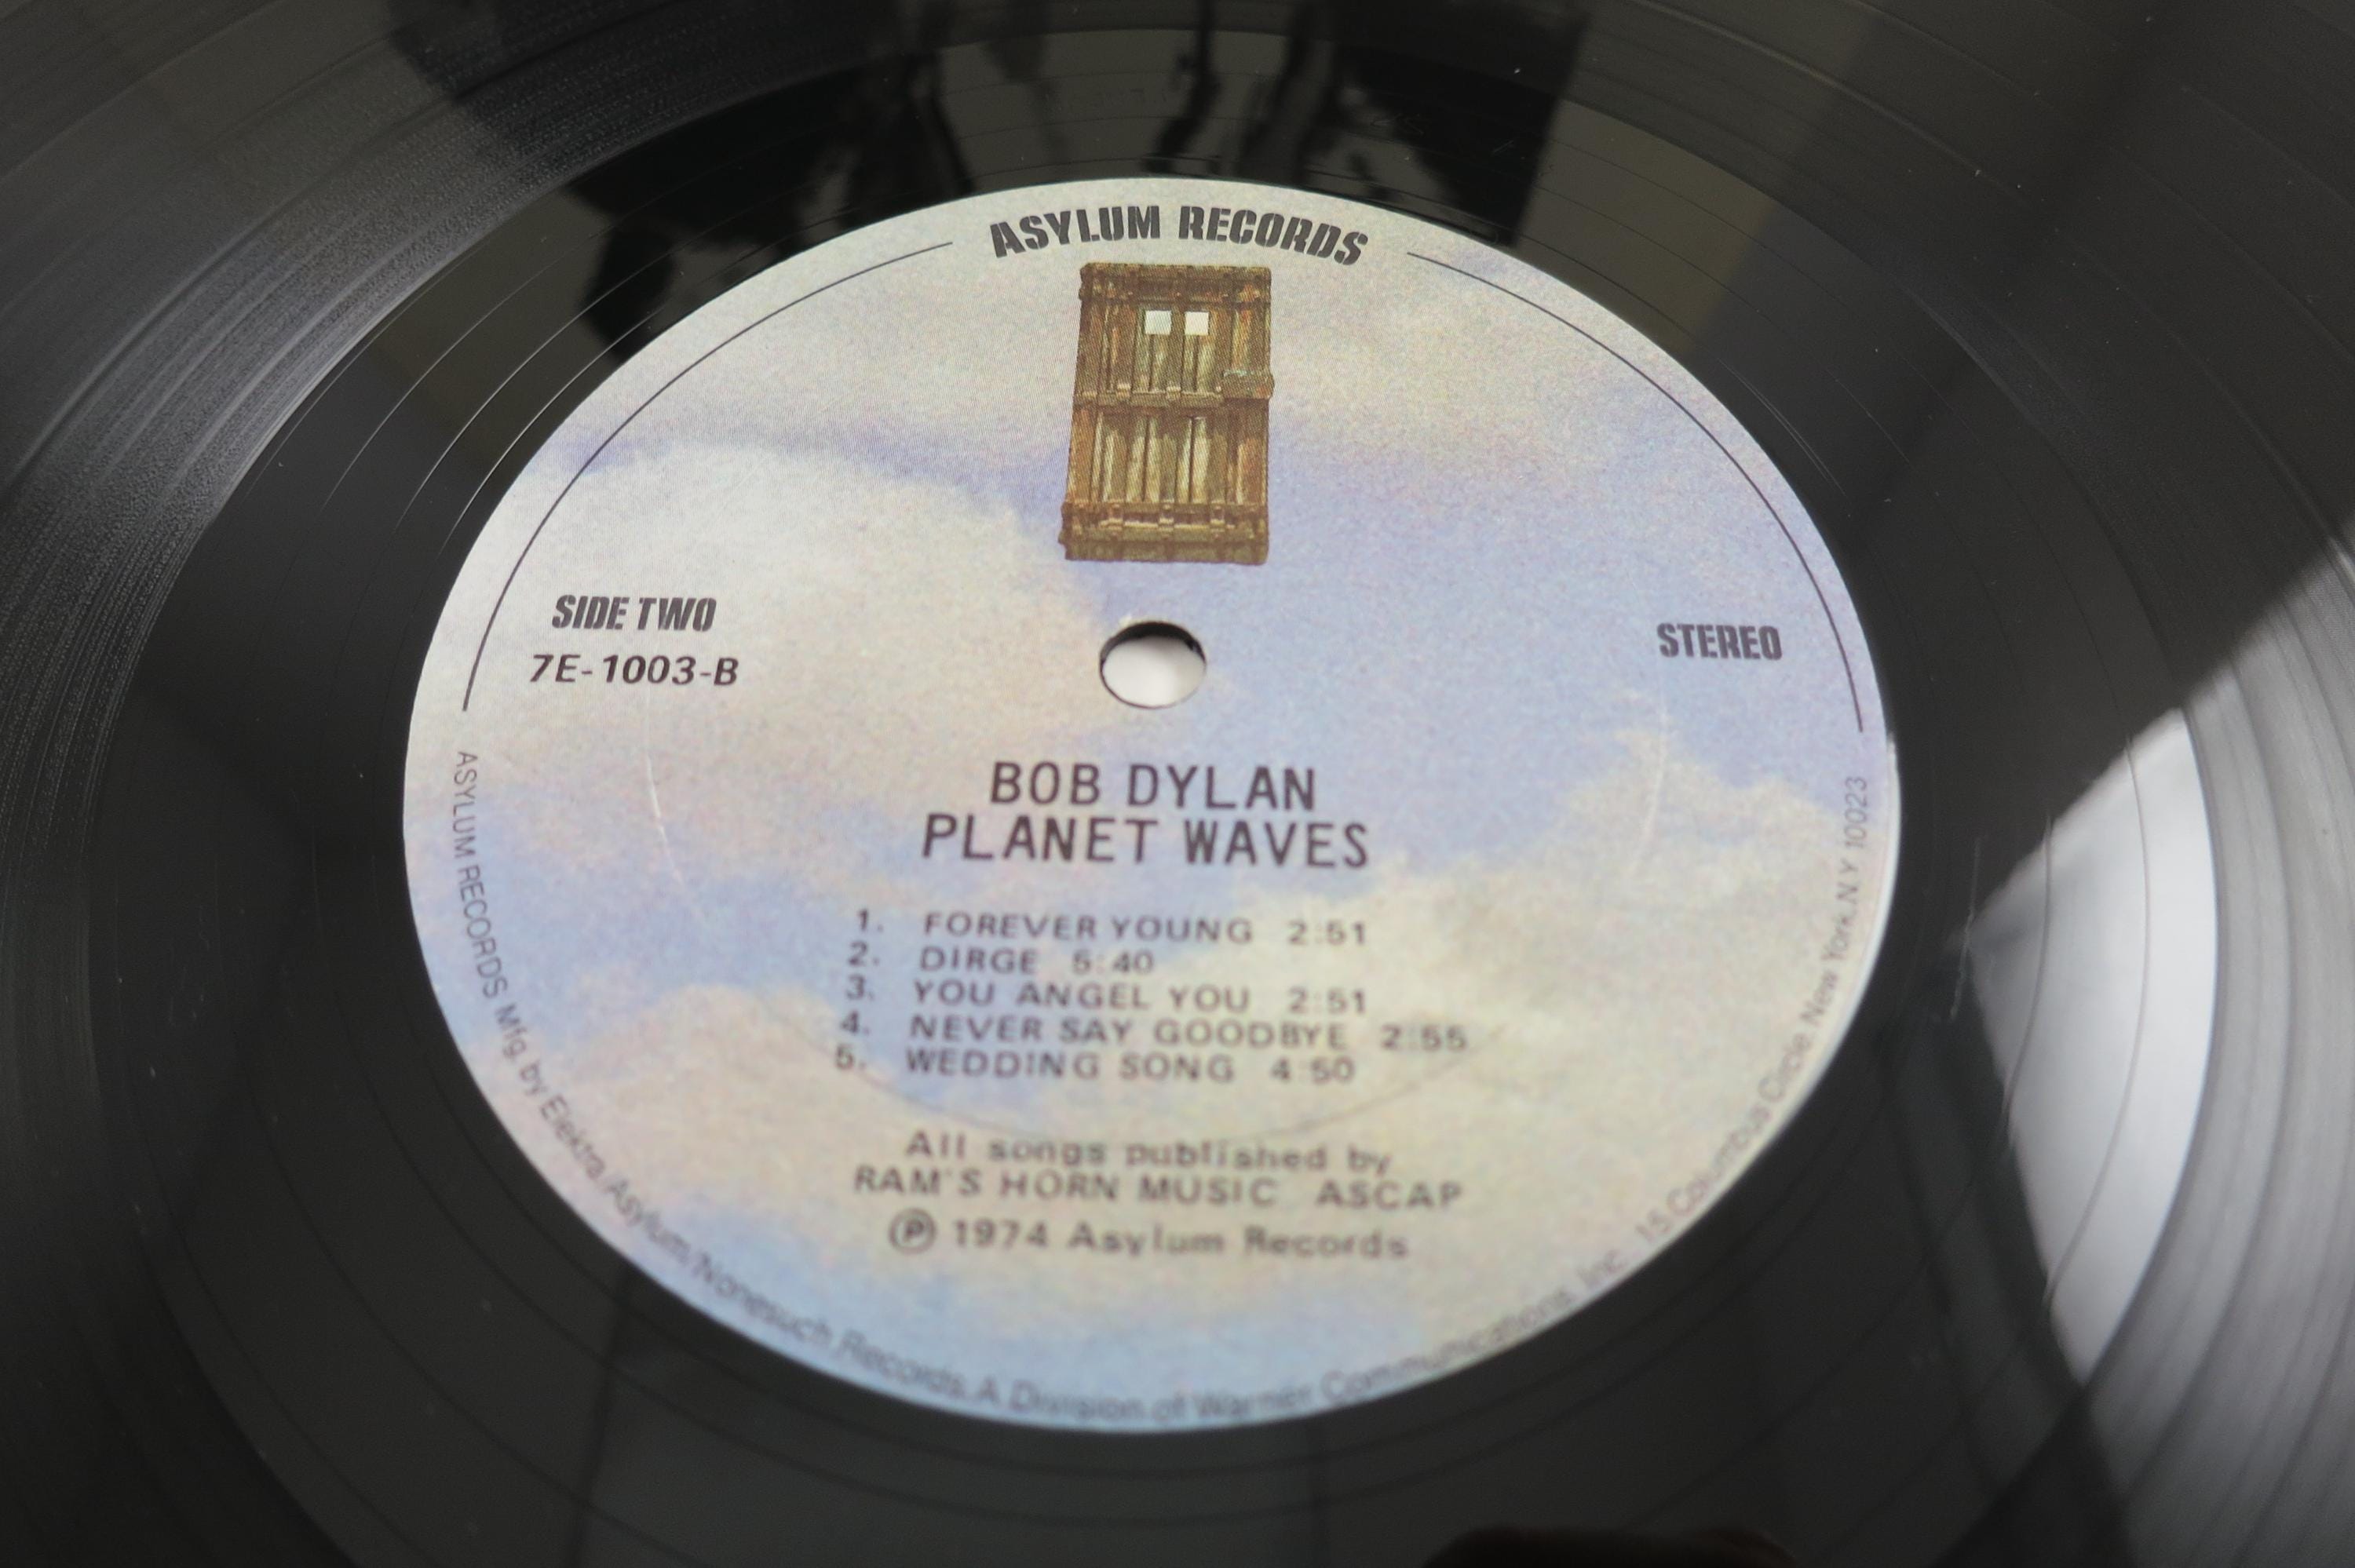 ASYLUM RECORDS
SIDE TWO
7E-1003-B
STEREO
BOB DYLAN
PLANET WAVES
1. FOREVER YOUNG 2:51
2. DIRGE 5:40
3. YOU ANGEL YOU 2:51
4. NEVER SAY GOODBYE 2:55
5. WEDDING SONG 4:50
All songs published by
RAM'S HORN MUSIC ASCAP
Ⓟ 1974 Asylum Records
ASYLUM RECORDS Mfg. by Elektra/Asylum/Nonesuch Records, A Division of Warner Communications, Inc. 15 Columbus Circle, New York, N.Y. 10023